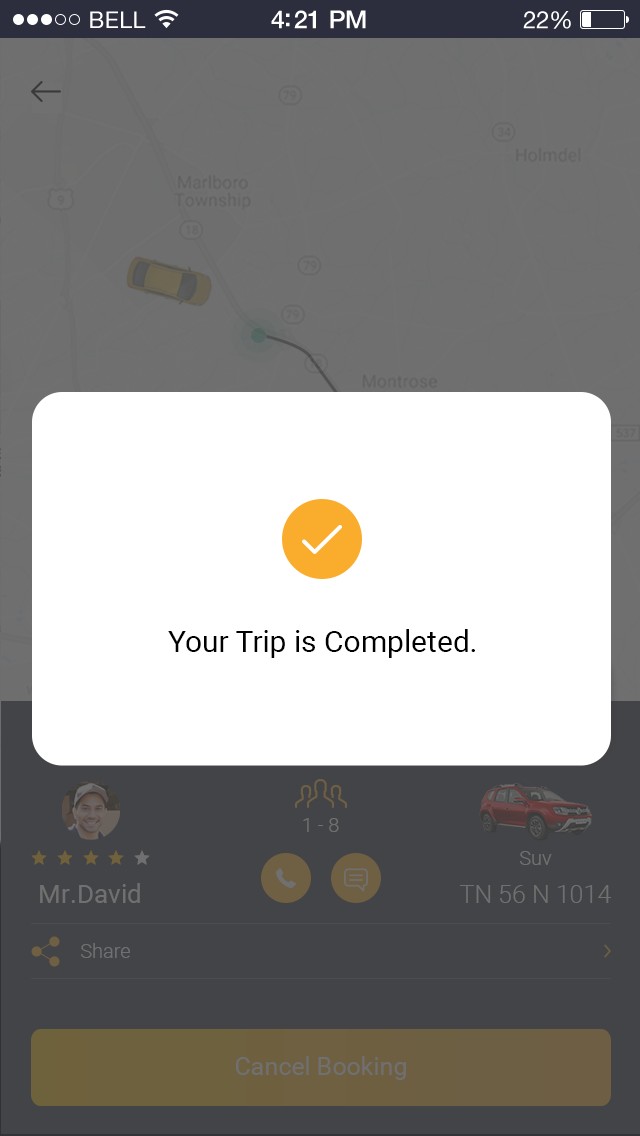 BELL 4:21 PM 22%
79
34
Holmdel
Marlboro
Township
9
79
79
Montrose
537
Your Trip is Completed.
1 - 8
Suv
Mr.David
TN 56 N 1014
Share
Cancel Booking